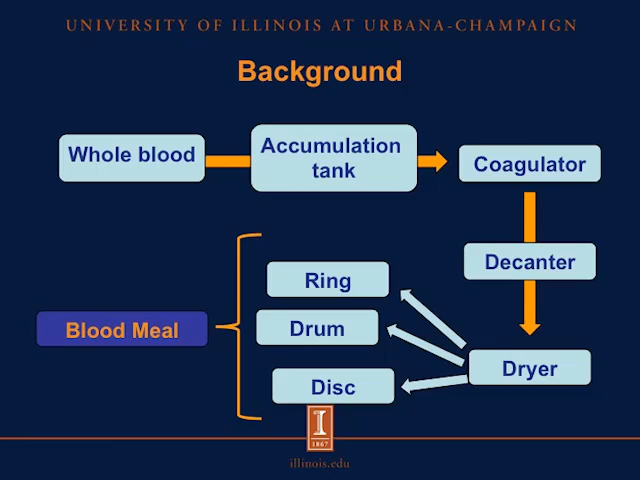 UNIVERSITY OF ILLINOIS AT URBANA-CHAMPAIGN
Background
Whole blood
Accumulation
tank
Coagulator
Decanter
Dryer
Ring
Drum
Disc
Blood Meal
I
1867
illinois.edu